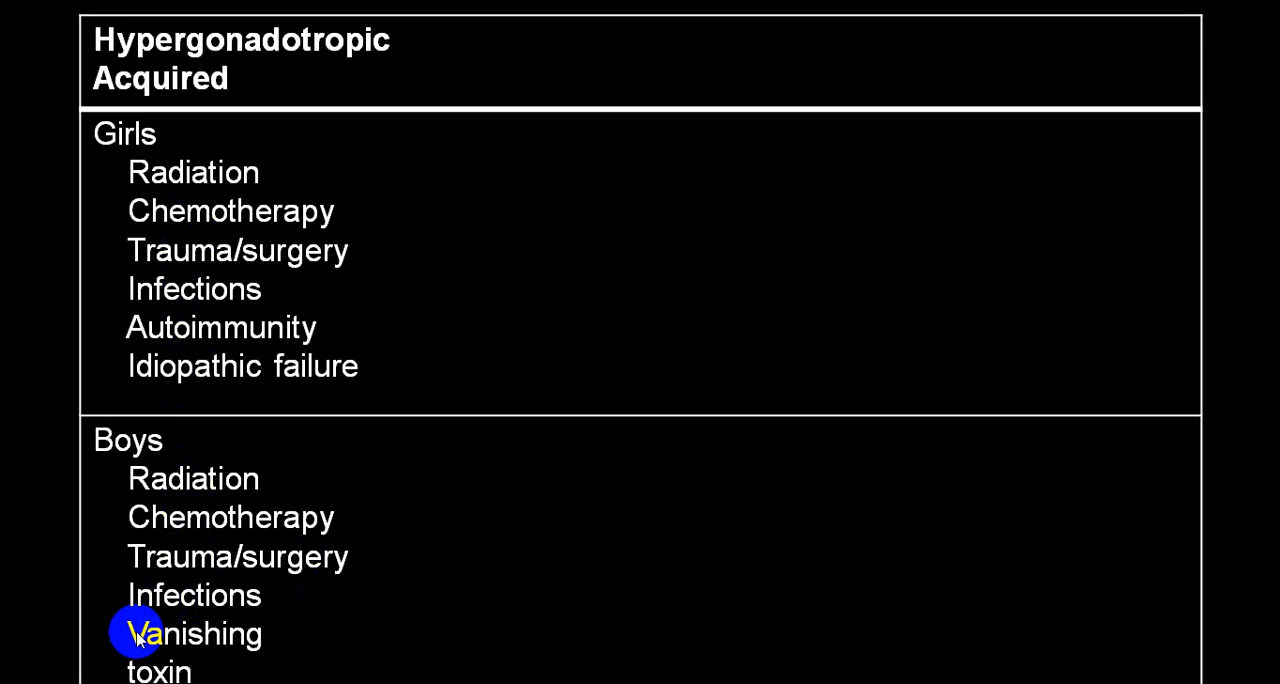 Hypergonadotropic
Acquired
Girls
Radiation
Chemotherapy
Trauma/surgery
Infections
Autoimmunity
Idiopathic failure
Boys
Radiation
Chemotherapy
Trauma/surgery
Infections
Vanishing
toxin